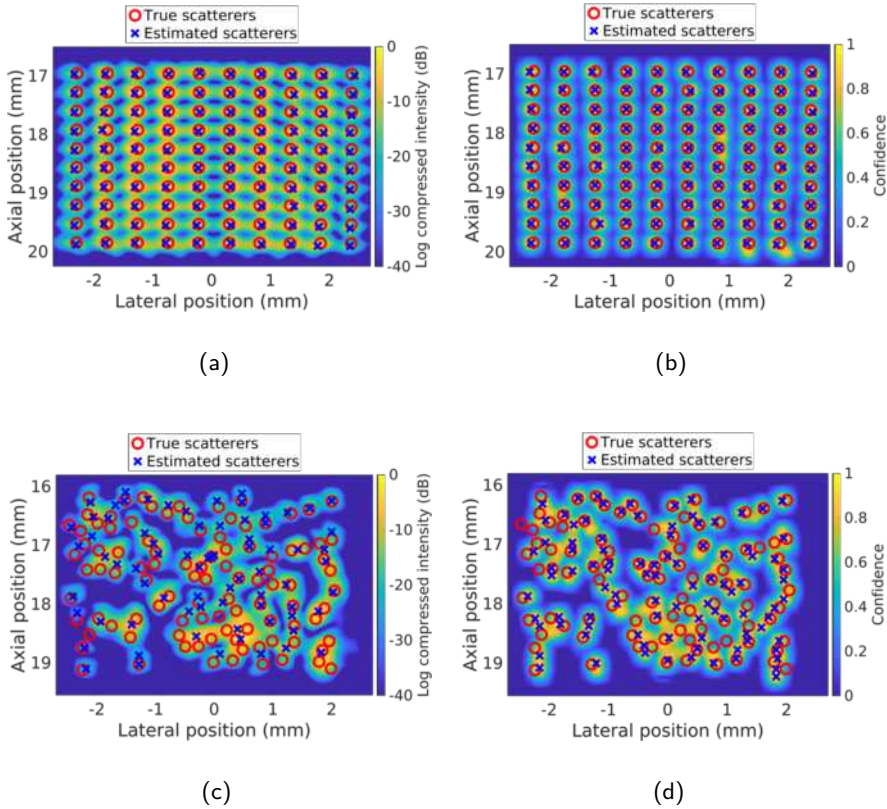 True scatterers
Estimated scatterers
Axial position (mm)
17
18
19
20
-2 -1 0 1 2
Lateral position (mm)
0
-10
-20
-30
-40
Log compressed intensity (dB)
(a)
True scatterers
Estimated scatterers
Axial position (mm)
17
18
19
20
-2 -1 0 1 2
Lateral position (mm)
1
0.8
0.6
0.4
0.2
0
Confidence
(b)
True scatterers
Estimated scatterers
Axial position (mm)
16
17
18
19
-2 -1 0 1 2
Lateral position (mm)
0
-10
-20
-30
-40
Log compressed intensity (dB)
(c)
True scatterers
Estimated scatterers
Axial position (mm)
16
17
18
19
-2 -1 0 1 2
Lateral position (mm)
1
0.8
0.6
0.4
0.2
0
Confidence
(d)